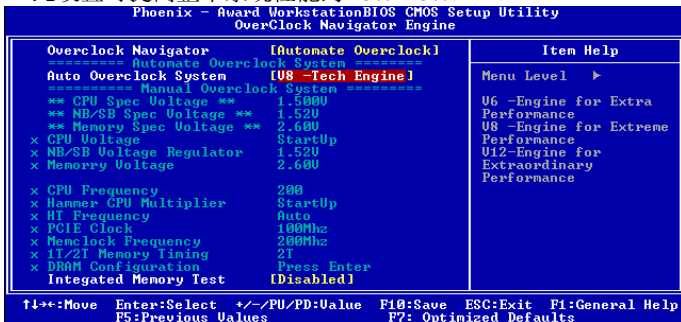 Phoenix - Award WorkstationBIOS CMOS Setup Utility
OverClock Navigator Engine
Overclock Navigator [Automate Overclock]
========= Automate Overclock System =========
Auto Overclock System [V8 -Tech Engine]
========== Manual Overclock System =========
** CPU Spec Voltage ** 1.500V
** NB/SB Spec Voltage ** 1.52V
** Memory Spec Voltage ** 2.60V
x CPU Voltage StartUp
x NB/SB Voltage Regulator 1.52V
x Memorry Voltage 2.60V
x CPU Frequency 200
x Hammer CPU Multiplier StartUp
x HT Frequency Auto
x PCIE Clock 100Mhz
x Memclock Frequency 200Mhz
x 1T/2T Memory Timing 2T
x DRAM Configuration Press Enter
Integated Memory Test [Disabled]
Item Help
Menu Level ▶
V6 -Engine for Extra
Performance
V8 -Engine for Extreme
Performance
V12-Engine for
Extraordinary
Performance
↑↓→←:Move Enter:Select +/-/PU/PD:Value F10:Save ESC:Exit F1:General Help
F5:Previous Values F7: Optimized Defaults